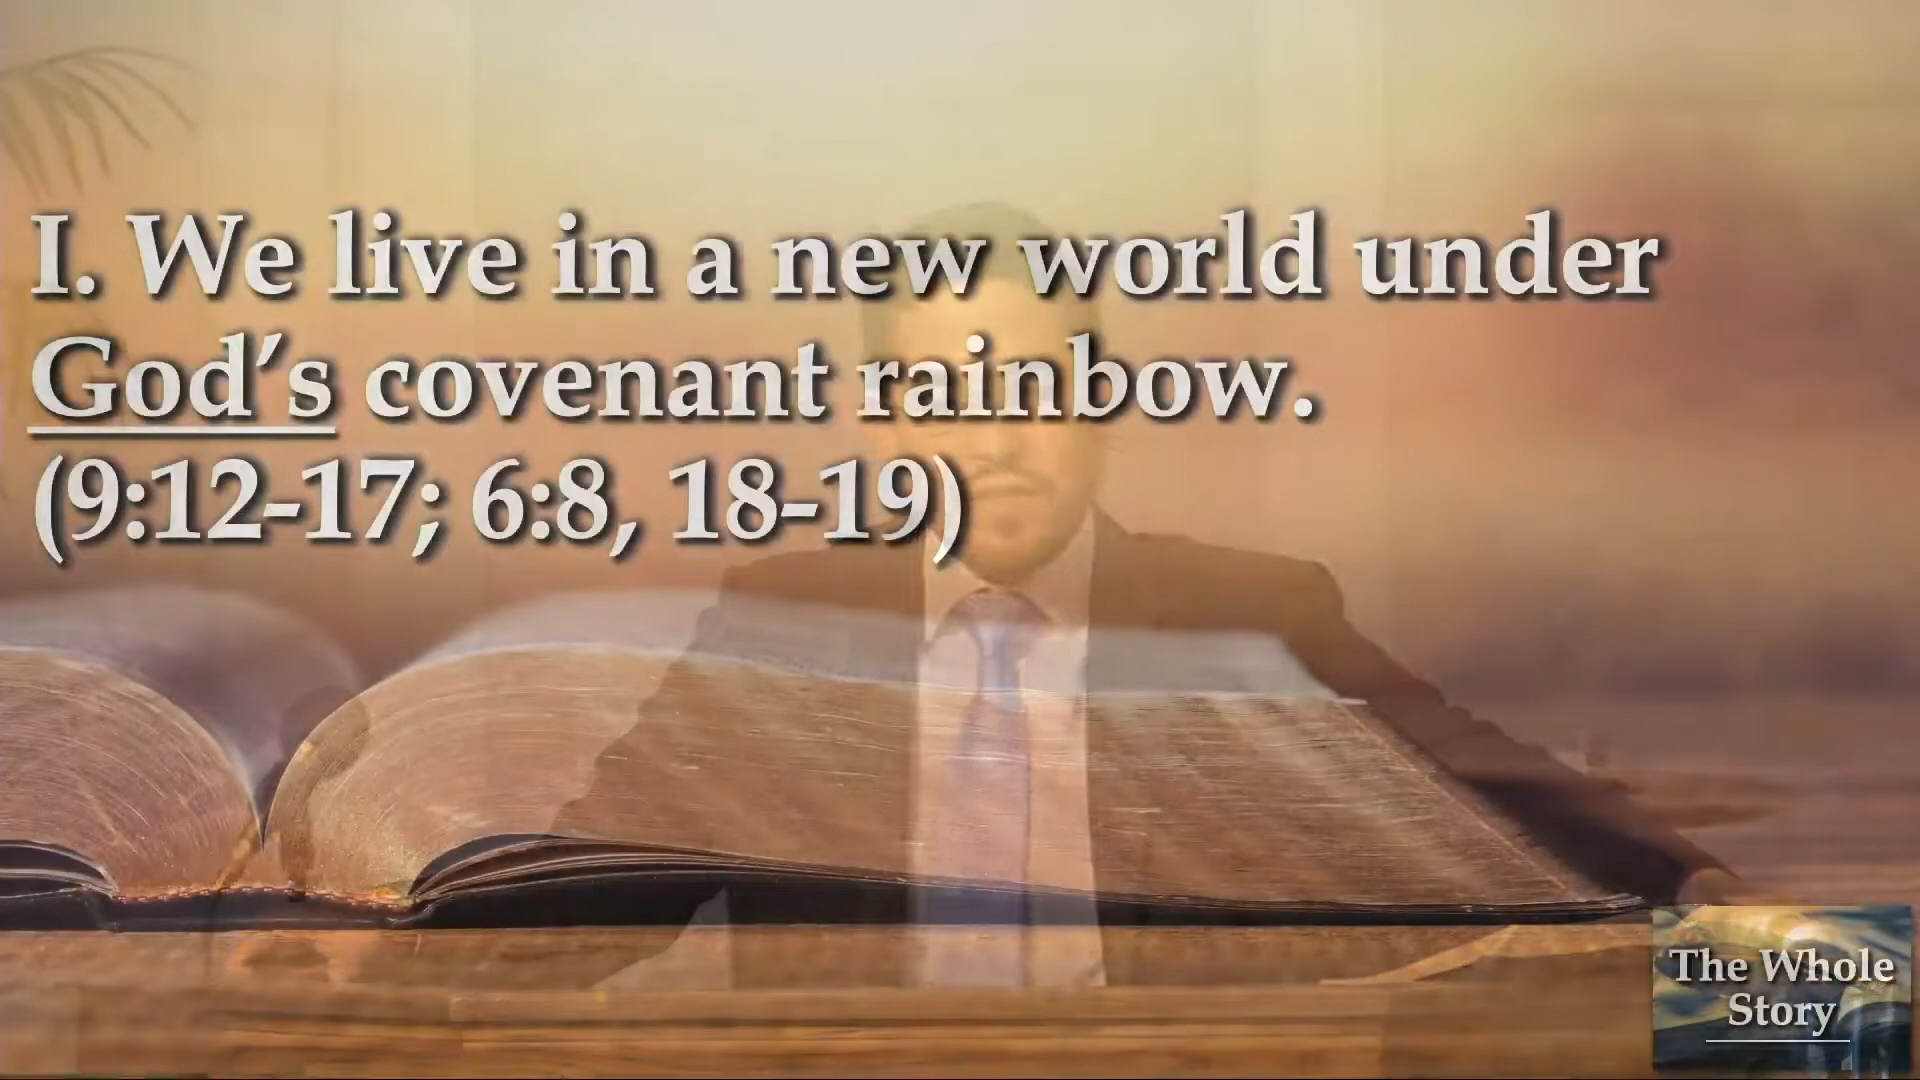 I. We live in a new world under
God’s covenant rainbow.
(9:12-17; 6:8, 18-19)
The Whole
Story